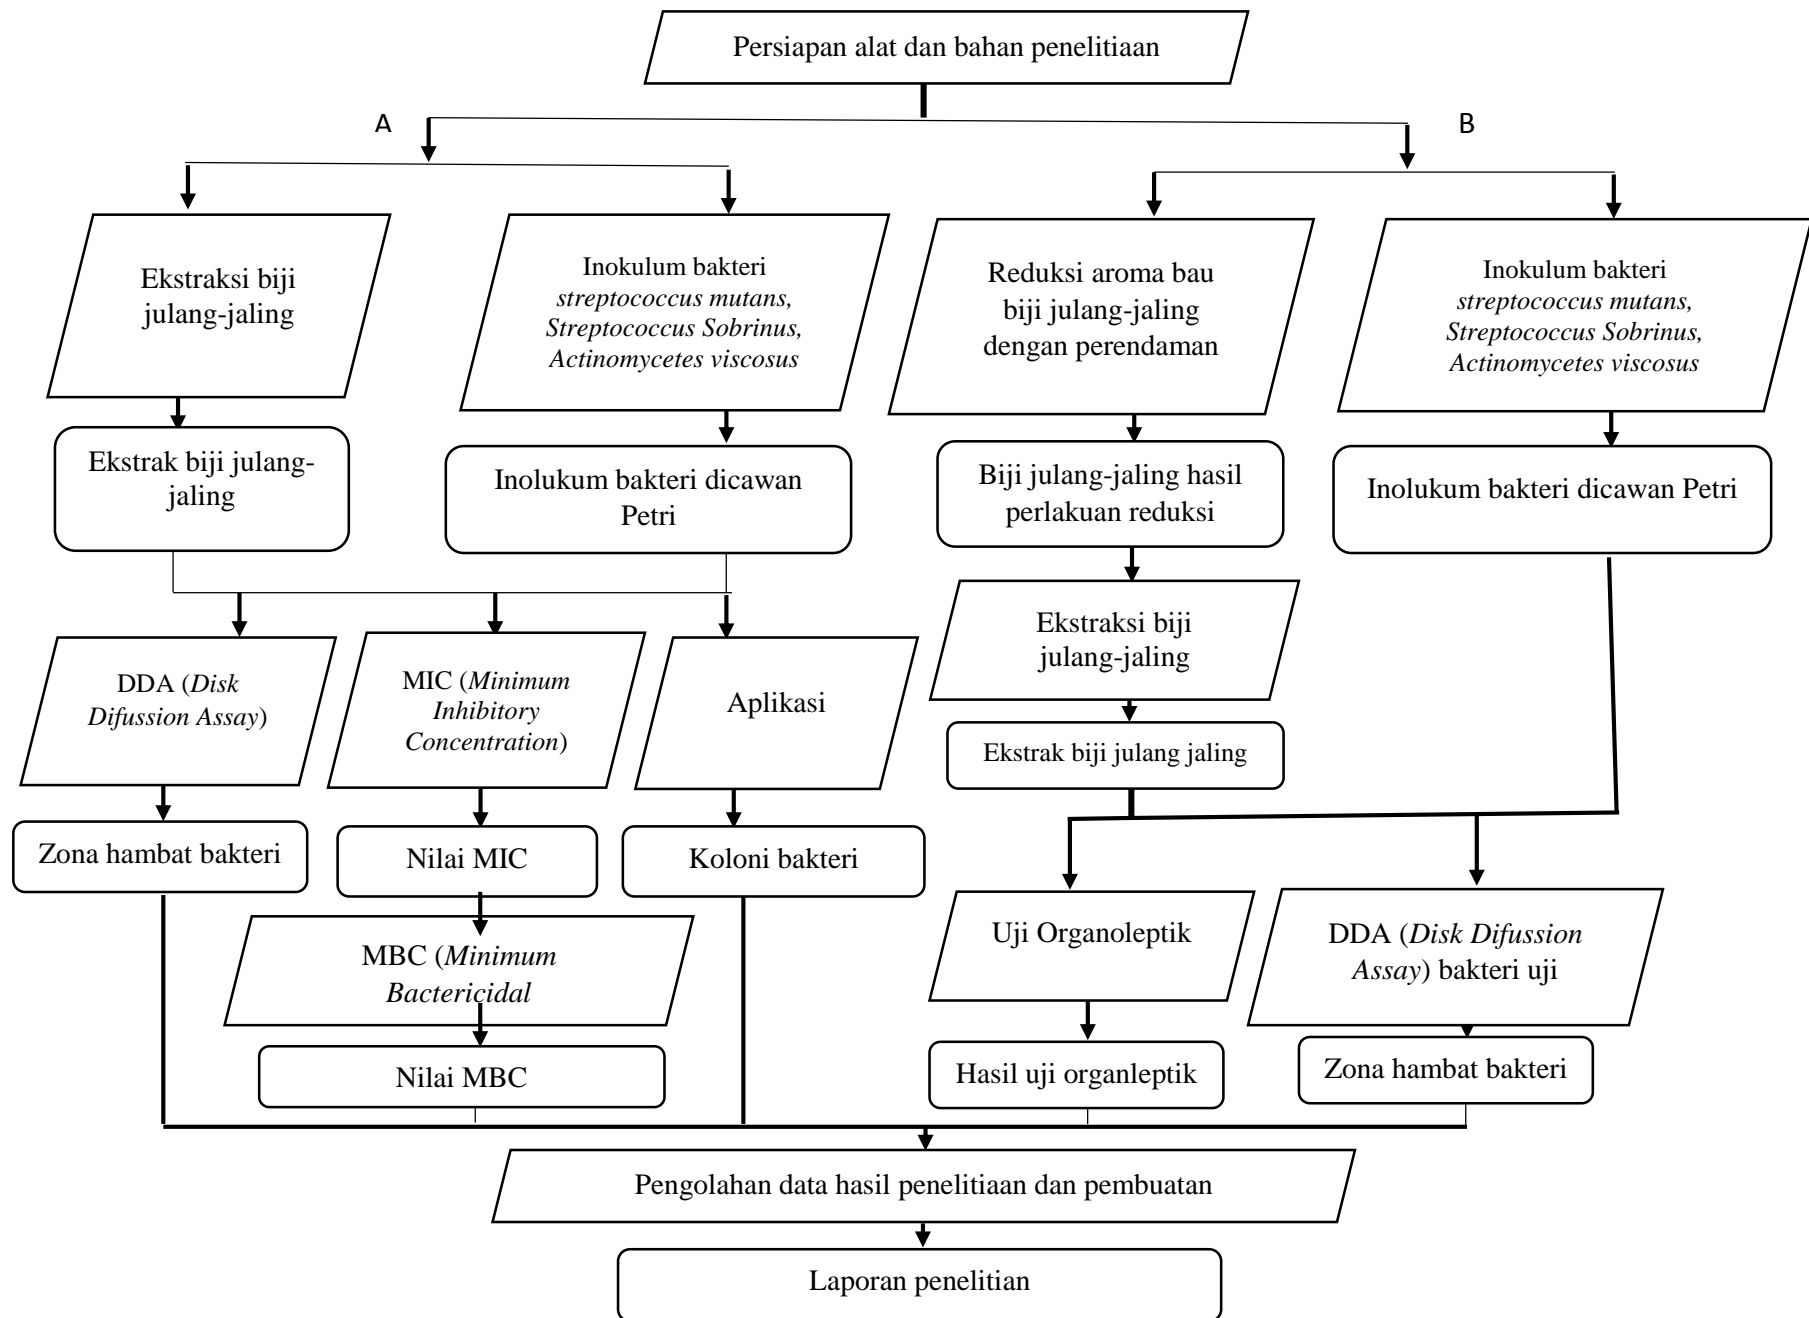 Persiapan alat dan bahan penelitiaan
A
B
Ekstraksi biji
julang-jaling
Inokulum bakteri
streptococcus mutans,
Streptococcus Sobrinus,
Actinomycetes viscosus
Reduksi aroma bau
biji julang-jaling
dengan perendaman
Inokulum bakteri
streptococcus mutans,
Streptococcus Sobrinus,
Actinomycetes viscosus
Ekstrak biji julang-
jaling
Inolukum bakteri dicawan
Petri
Biji julang-jaling hasil
perlakuan reduksi
Inolukum bakteri dicawan Petri
Ekstraksi biji
julang-jaling
DDA (Disk
Difussion Assay)
MIC (Minimum
Inhibitory
Concentration)
Aplikasi
Ekstrak biji julang jaling
Zona hambat bakteri
Nilai MIC
Koloni bakteri
MBC (Minimum
Bactericidal
Uji Organoleptik
DDA (Disk Difussion
Assay) bakteri uji
Nilai MBC
Hasil uji organleptik
Zona hambat bakteri
Pengolahan data hasil penelitiaan dan pembuatan
Laporan penelitian